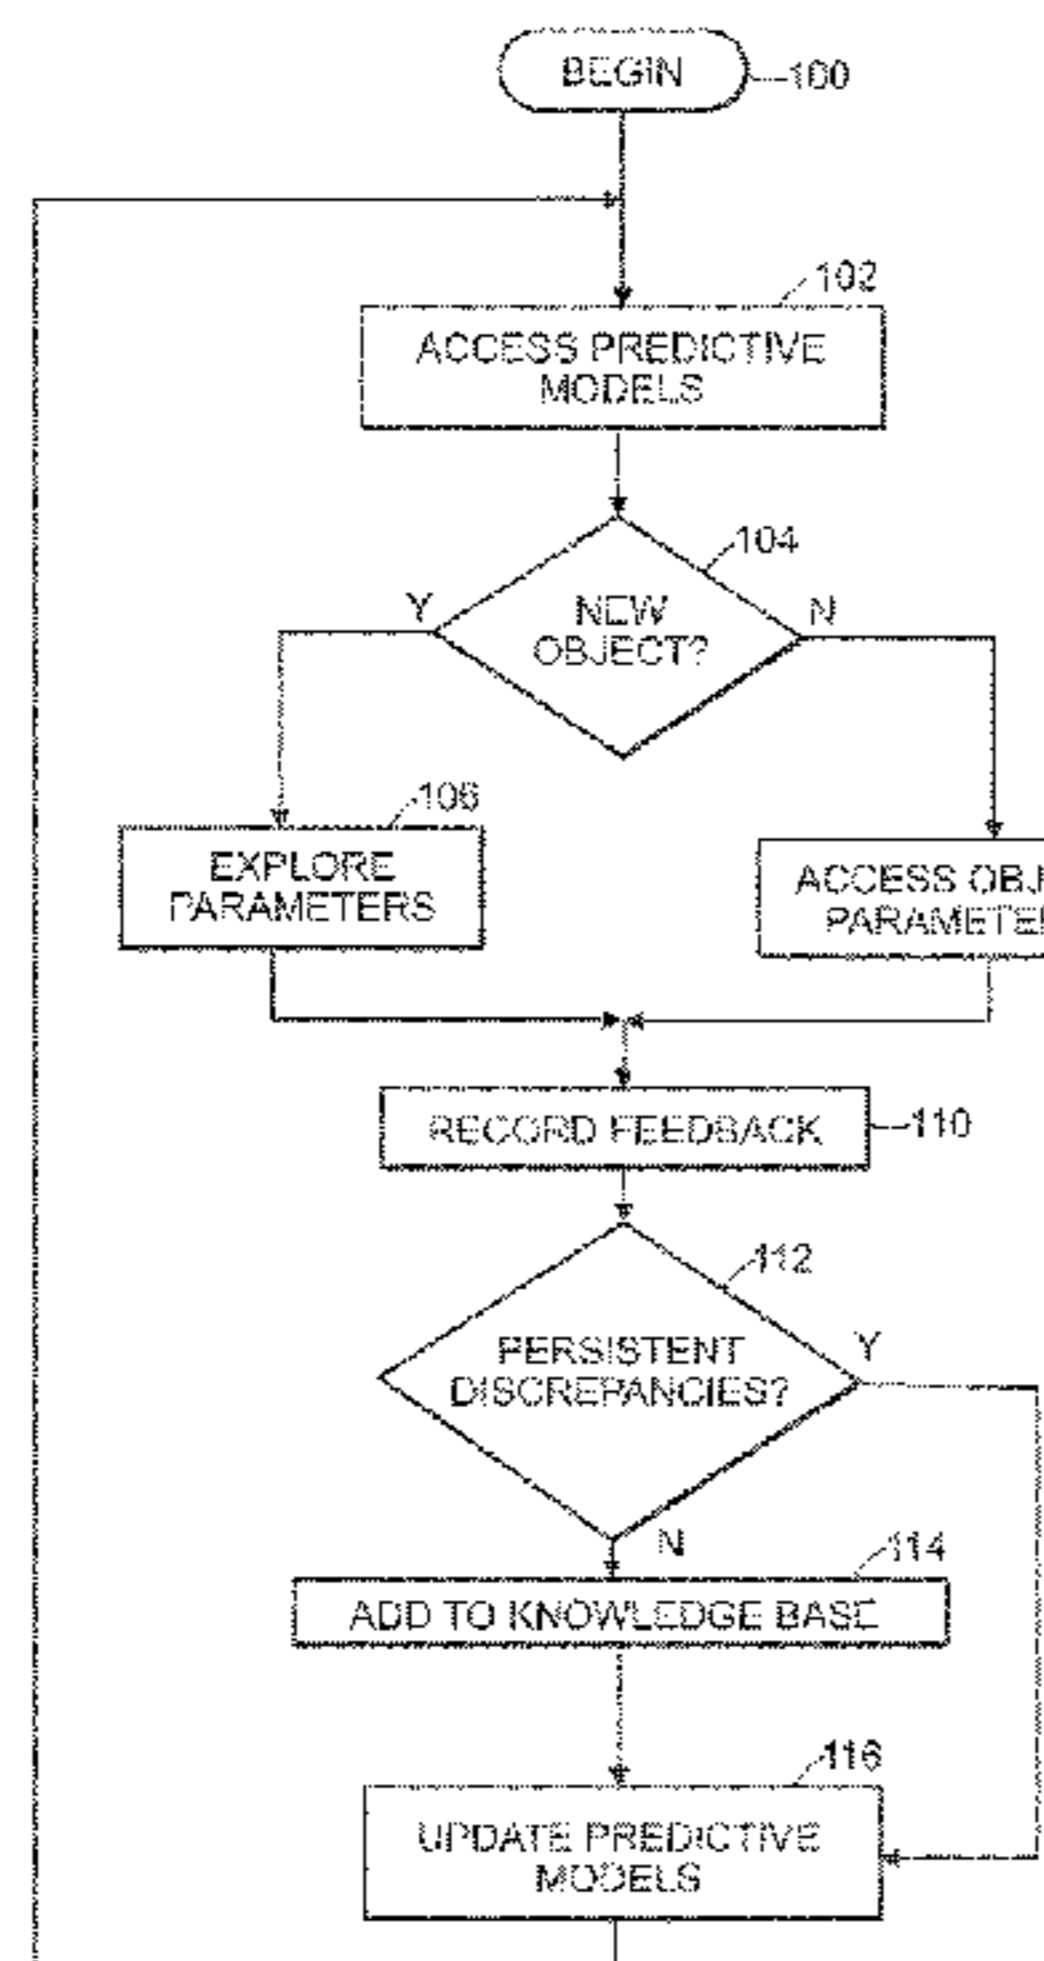 BEGIN
100
102
ACCESS PREDICTIVE
MODELS
104
Y
NEW
OBJECT?
N
106
EXPLORE
PARAMETERS
ACCESS
RECORD FEEDBACK
110
112
PERSISTENT
DISCREPANCIES?
Y
N
114
ADD TO KNOWLEDGE BASE
116
UPDATE PREDICTIVE
MODELS